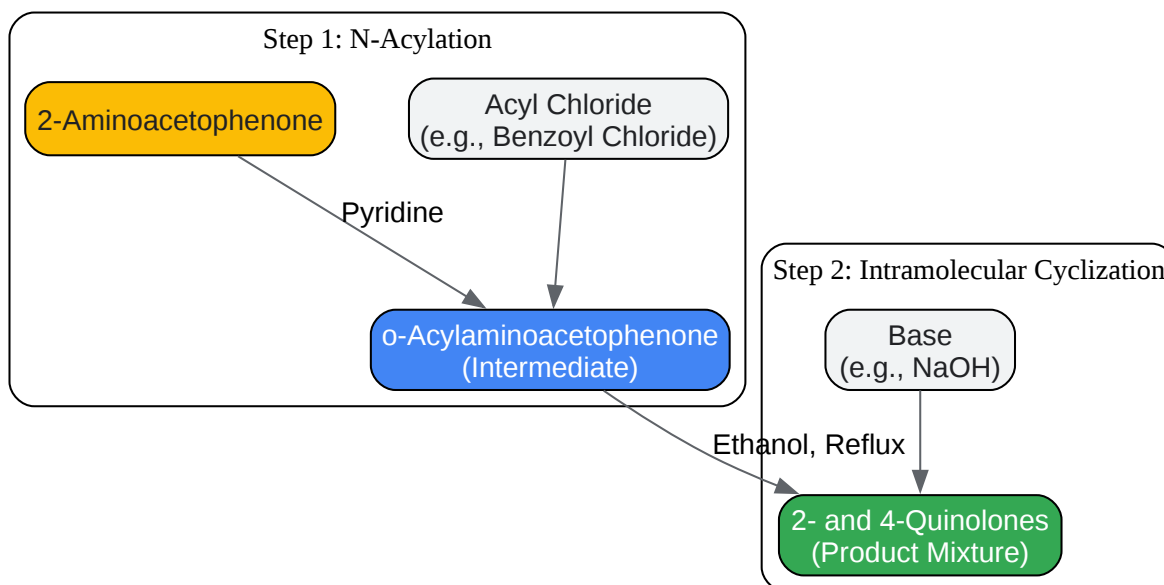 Step 1: N-Acylation
2-Aminoacetophenone
Acyl Chloride
(e.g., Benzoyl Chloride)
Pyridine
Step 2: Intramolecular Cyclization
o-Acylaminoacetophenone
(Intermediate)
Base
(e.g., NaOH)
Ethanol, Reflux
2- and 4-Quinolones
(Product Mixture)